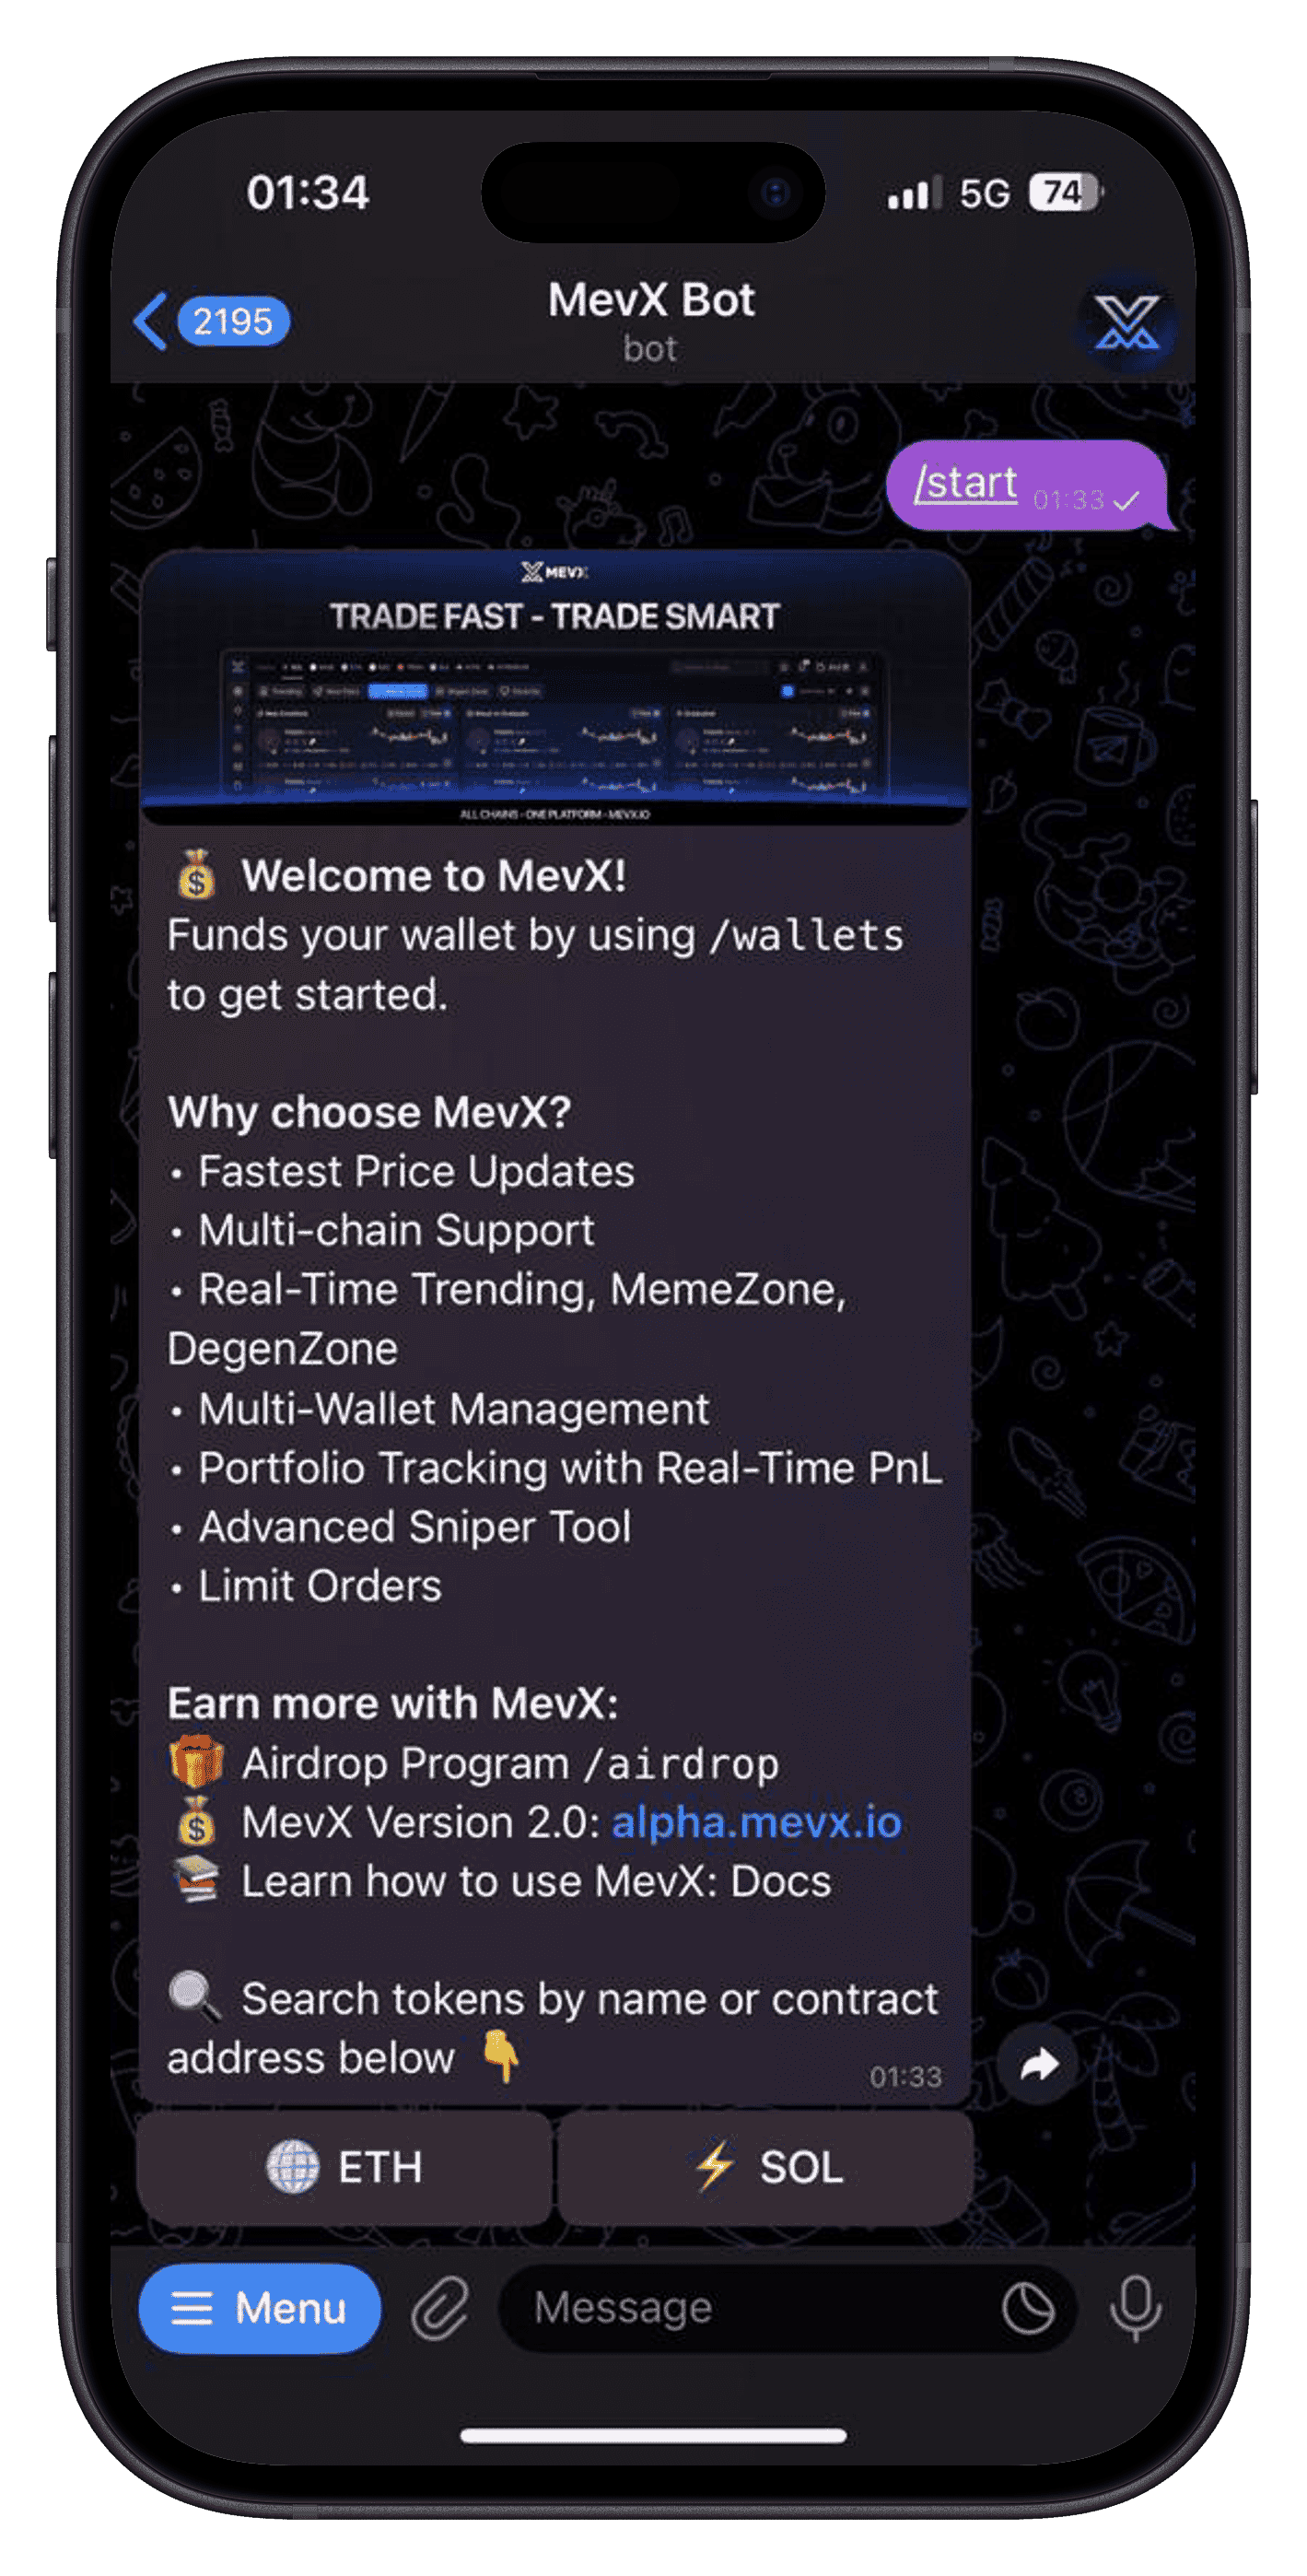 01:34
5G 74
2195
MevX Bot
bot
/start 01:33
MEVX
TRADE FAST - TRADE SMART
ALL CHAINS - ONE PLATFORM - MEVX.IO
💰 Welcome to MevX!
Funds your wallet by using /wallets
to get started.
Why choose MevX?
• Fastest Price Updates
• Multi-chain Support
• Real-Time Trending, MemeZone,
DegenZone
• Multi-Wallet Management
• Portfolio Tracking with Real-Time PnL
• Advanced Sniper Tool
• Limit Orders
Earn more with MevX:
🎁 Airdrop Program /airdrop
💰 MevX Version 2.0: alpha.mevx.io
📚 Learn how to use MevX: Docs
🔍 Search tokens by name or contract
address below 👇
01:33
🌐 ETH
⚡ SOL
Menu
Message